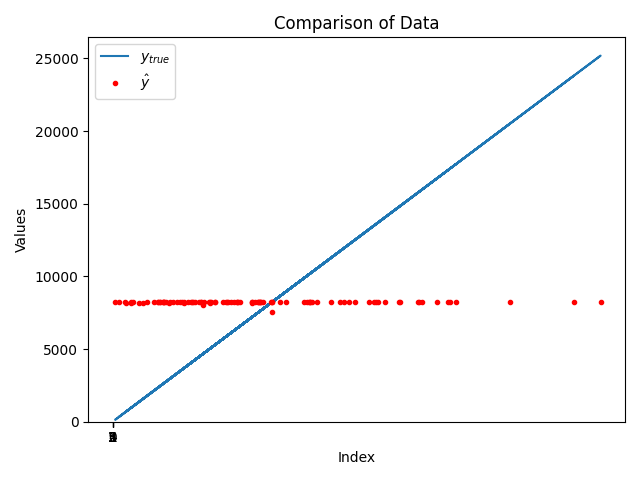 Comparison of Data
y_true
ŷ
25000
20000
15000
10000
5000
0
Values
Index